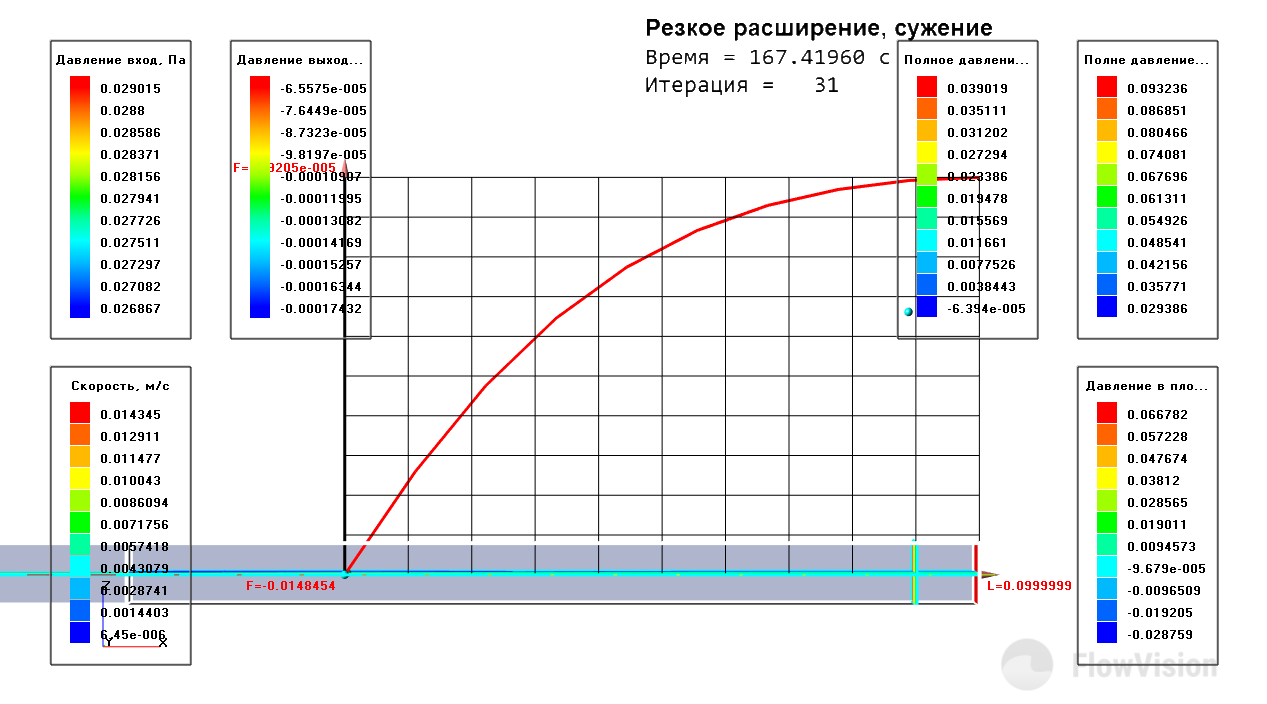 Резкое расширение, сужение
Время = 167.41960 с
Итерация = 31
Давление вход, Па
0.029015
0.0288
0.028586
0.028371
0.028156
0.027941
0.027726
0.027511
0.027297
0.027082
0.026867
Давление выход...
-6.5575e-005
-7.6449e-005
-8.7323e-005
-9.8197e-005
-0.00010907
-0.00011995
-0.00013082
-0.00014169
-0.00015257
-0.00016344
-0.00017432
Полное давлени...
0.039019
0.035111
0.031202
0.027294
0.023386
0.019478
0.015569
0.011661
0.0077526
0.0038443
-6.394e-005
Полне давление...
0.093236
0.086851
0.080466
0.074081
0.067696
0.061311
0.054926
0.048541
0.042156
0.035771
0.029386
Скорость, м/с
0.014345
0.012911
0.011477
0.010043
0.0086094
0.0071756
0.0057418
0.0043079
0.0028741
0.0014403
6.45e-006
Z
Y
X
F=-0.0148454
L=0.0999999
Давление в пло...
0.066782
0.057228
0.047674
0.03812
0.028565
0.019011
0.0094573
-9.679e-005
-0.0096509
-0.019205
-0.028759
FlowVision